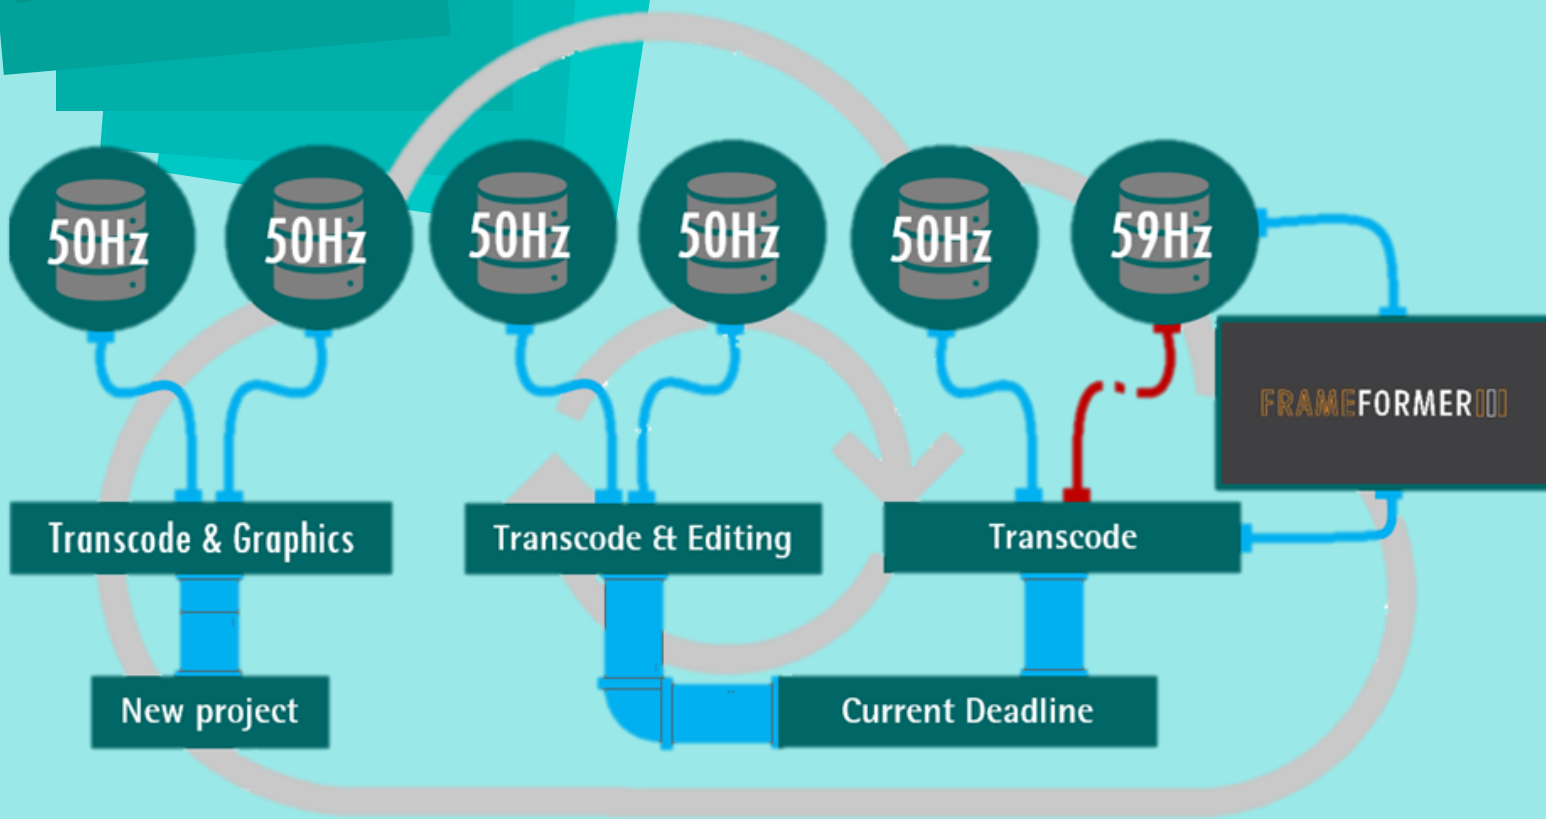 50Hz
50Hz
50Hz
50Hz
50Hz
59Hz
FRAMEFORMER
Transcode & Graphics
Transcode & Editing
Transcode
New project
Current Deadline